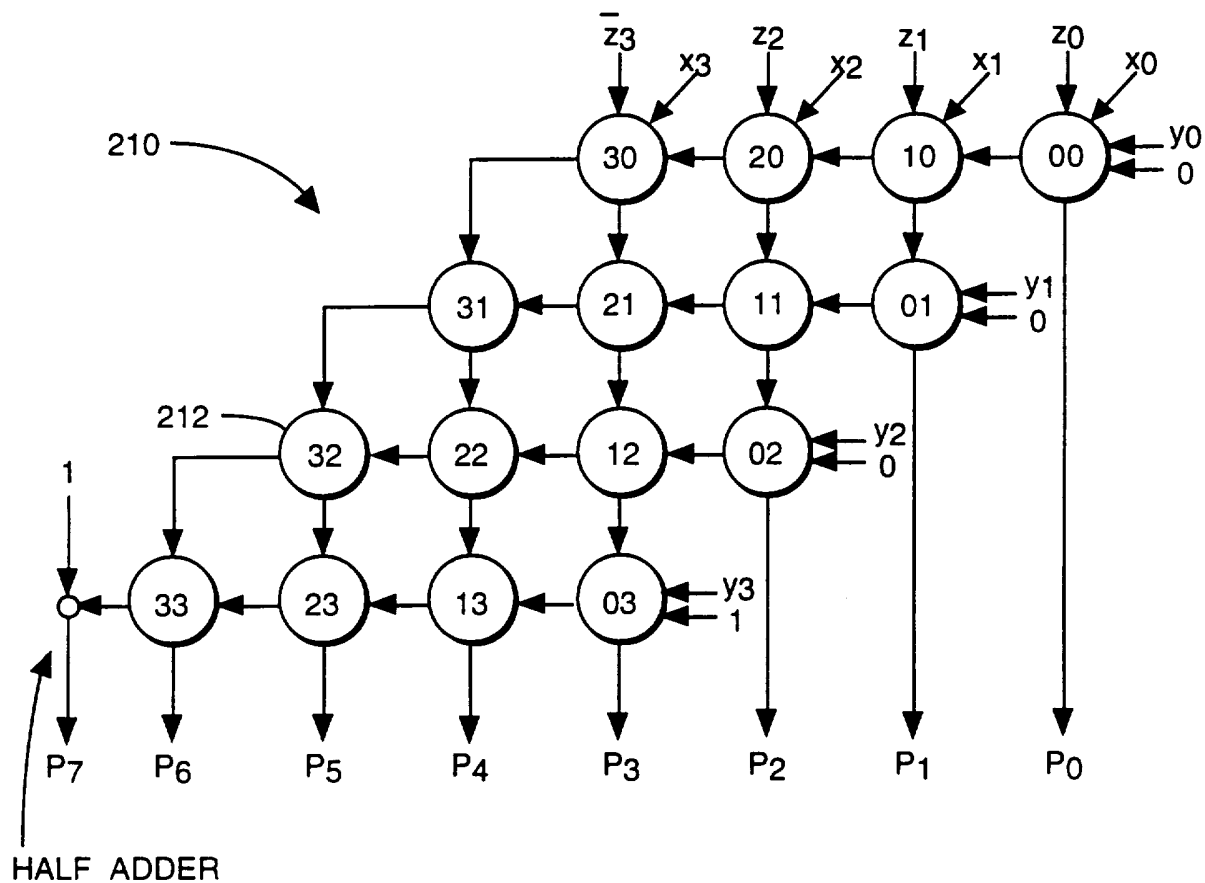 z̅3 z2 z1 z0
x3 x2 x1 x0
210 30 20 10 00 y0
0
31 21 11 01 y1
0
212 32 22 12 02 y2
0
1
33 23 13 03 y3
1
P7 P6 P5 P4 P3 P2 P1 P0
HALF ADDER